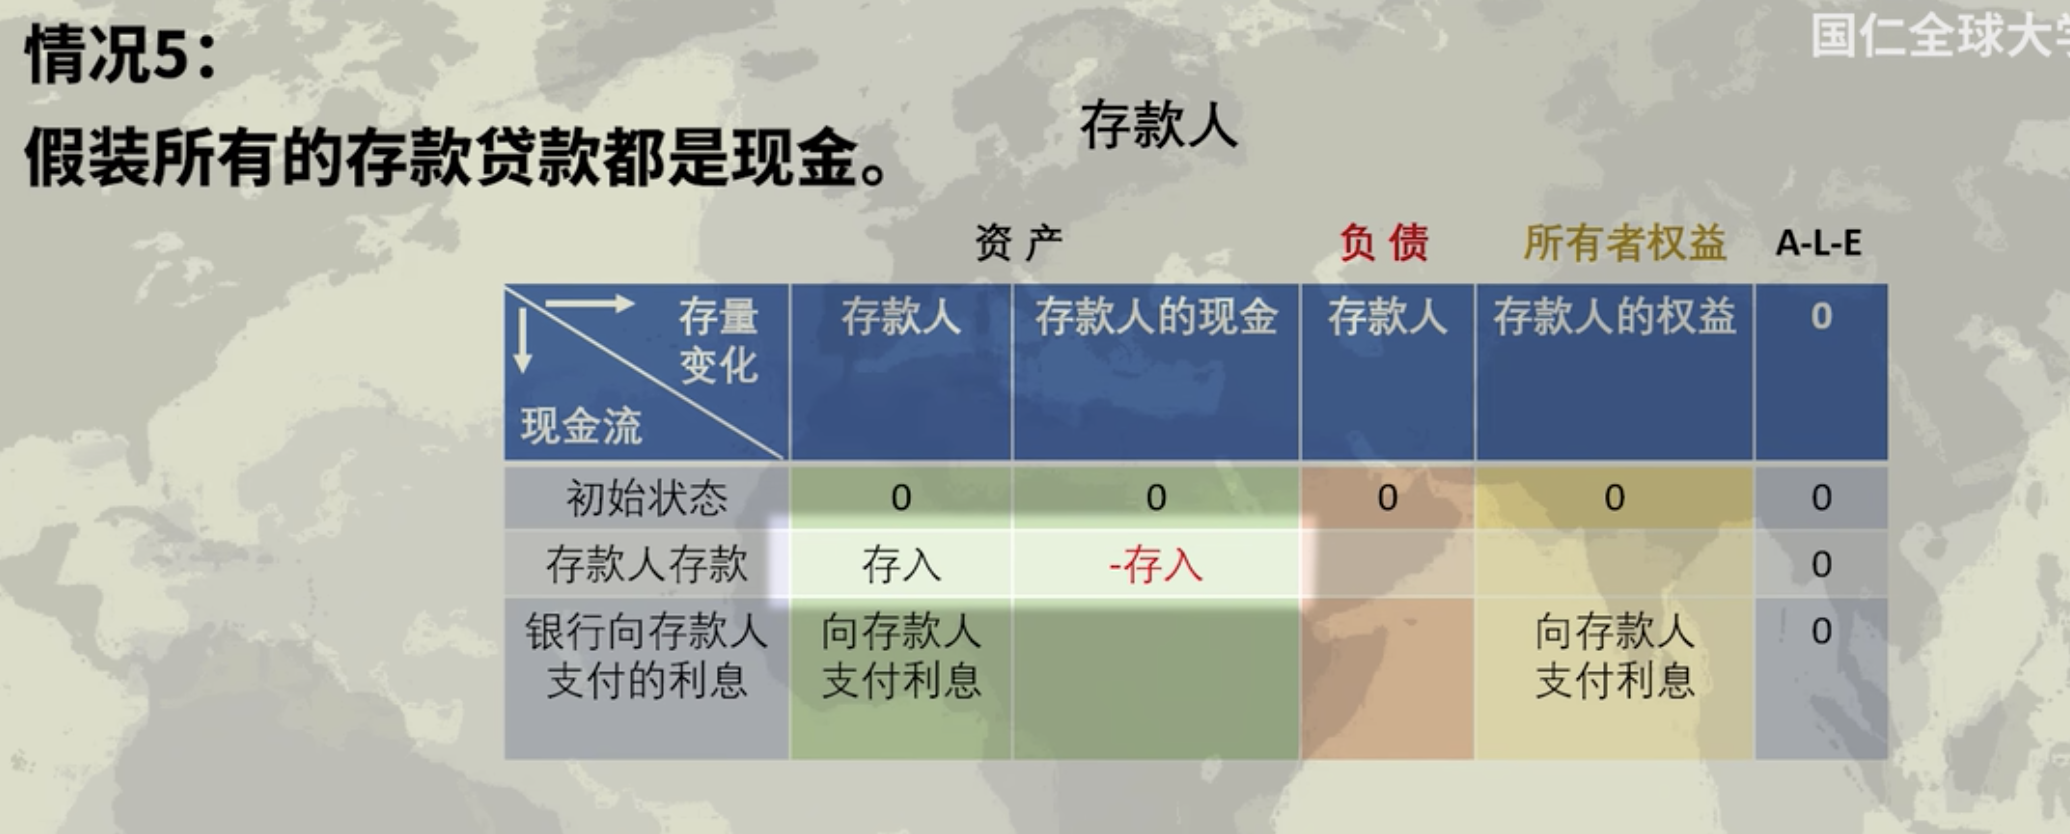 情况5：
国仁全球大学
假装所有的存款贷款都是现金。
存款人
资产 负债 所有者权益 A-L-E
存量变化 现金流 存款人 存款人的现金 存款人 存款人的权益 0
初始状态 0 0 0 0 0
存款人存款 存入 -存入 0
银行向存款人支付的利息 向存款人支付利息 向存款人支付利息 0